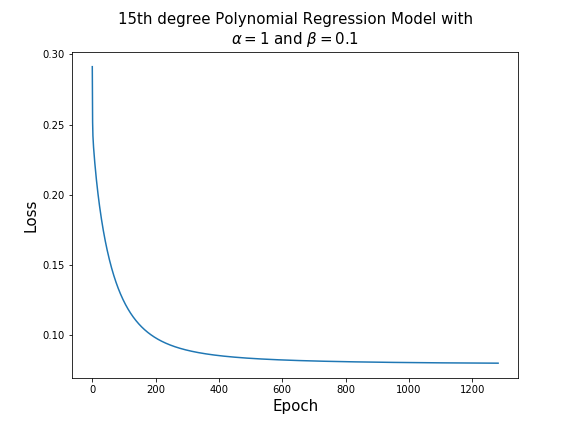 15th degree Polynomial Regression Model with
α = 1 and β = 0.1
0.30
0.25
0.20
0.15
0.10
Loss
0 200 400 600 800 1000 1200
Epoch